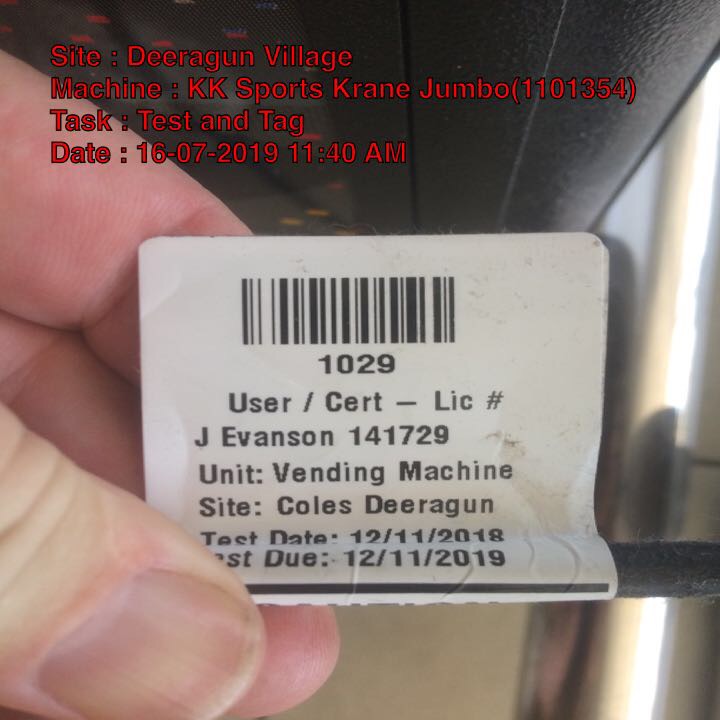 Site : Deeragun Village
Machine : KK Sports Krane Jumbo(1101354)
Task : Test and Tag
Date : 16-07-2019 11:40 AM
1029
User / Cert – Lic #
J Evanson 141729
Unit: Vending Machine
Site: Coles Deeragun
Test Date: 12/11/2018
st Due: 12/11/2019